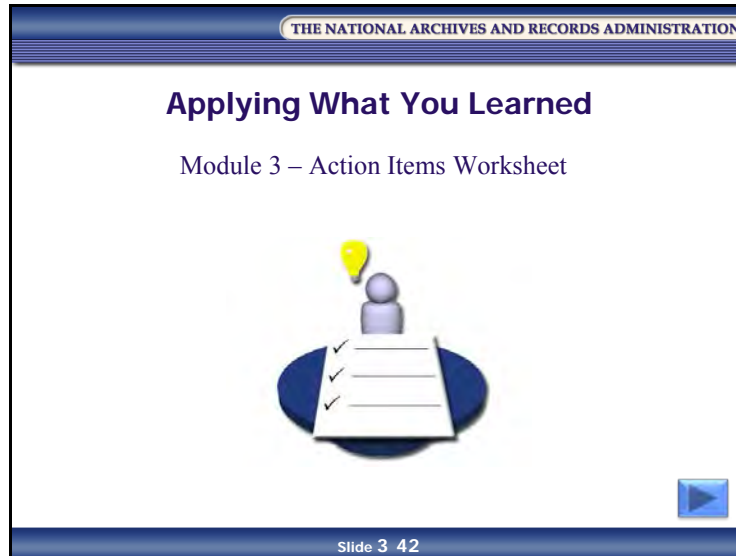 THE NATIONAL ARCHIVES AND RECORDS ADMINISTRATION
Applying What You Learned
Module 3 – Action Items Worksheet
Slide 3 42